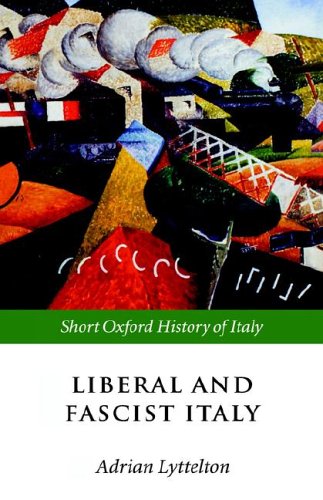 Short Oxford History of Italy
LIBERAL AND
FASCIST ITALY
Adrian Lyttelton